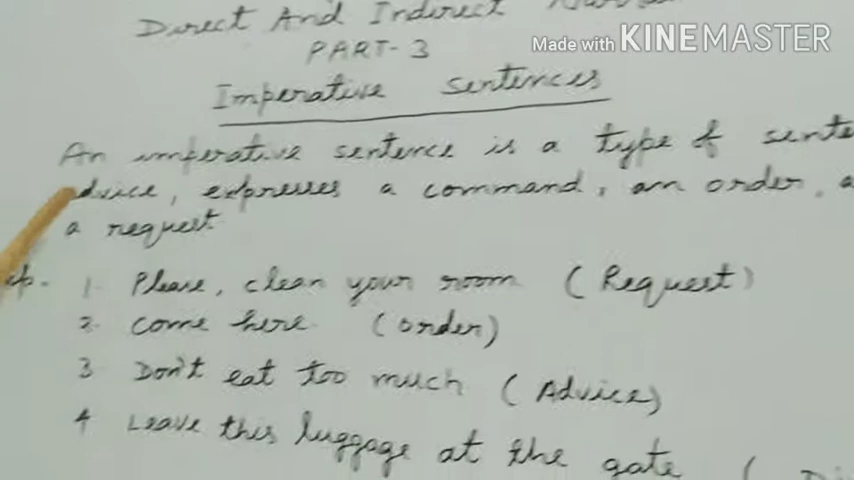 Direct And Indirect
PART-3
Made with KINEMASTER
Imperative Sentences
An imperative sentence is a type of sente
advice, expresses a command, an order, a
a request
1. Please, clean your room (Request)
2. come here. (order)
3 Don't eat too much (Advice)
4 Leave this luggage at the gate (